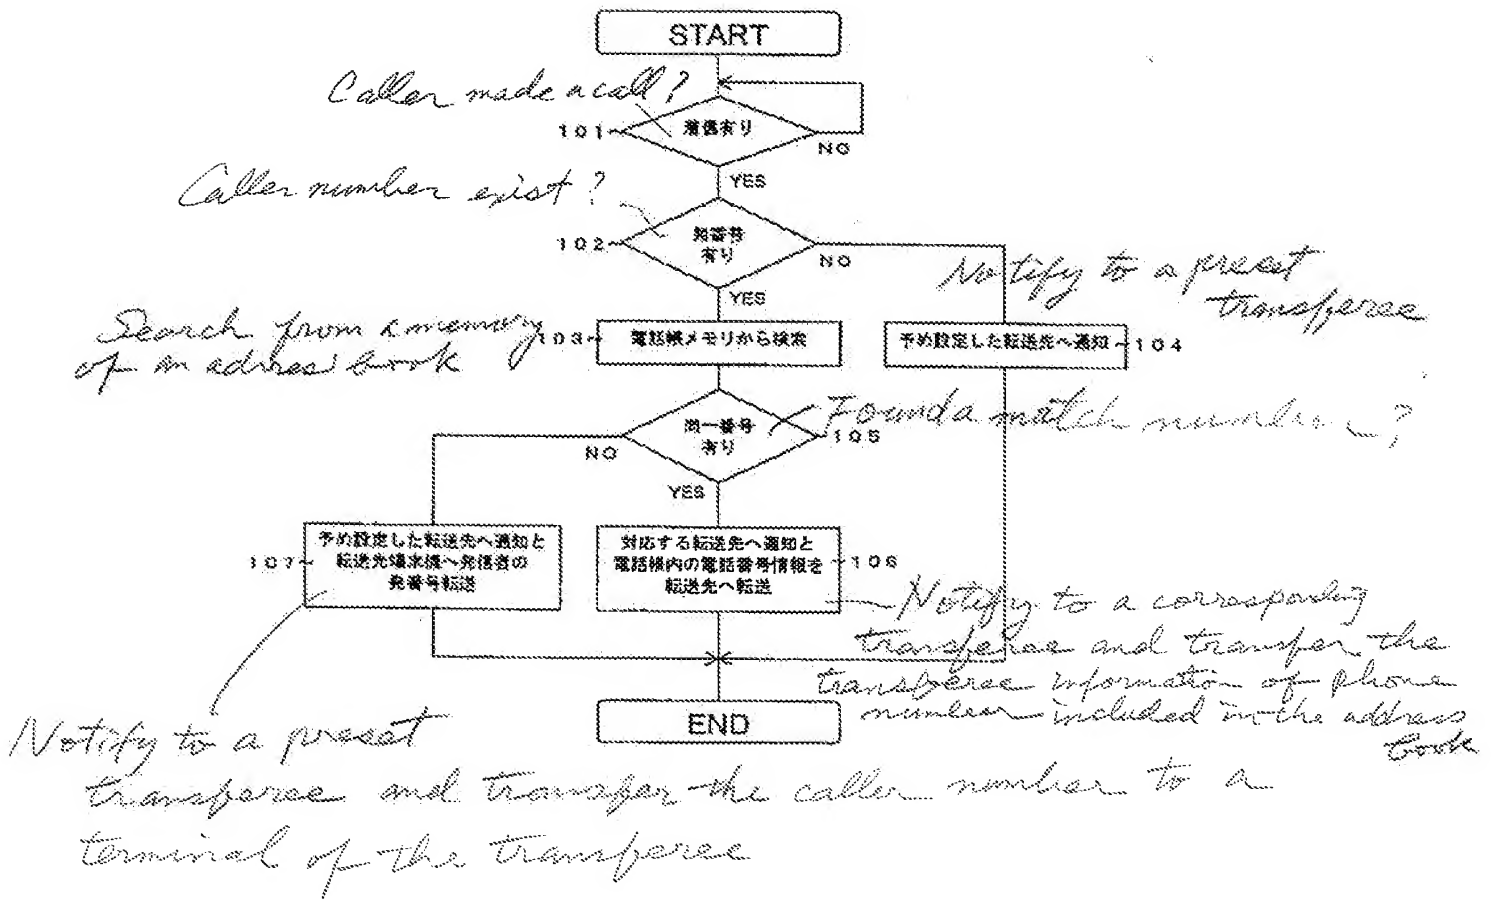 START
Caller made a call?
101
着信有り
NO
YES
Caller number exist?
102
発番号
有り
NO
YES
Notify to a preset
transferee
Search from a memory
of an adress book
103
電話帳メモリから検索
予め設定した転送先へ通知
104
同一番号
有り
105
Found a match number?
NO
YES
107
予め設定した転送先へ通知と
転送先端末機へ発信者の
発番号転送
対応する転送先へ通知と
電話帳内の電話番号情報を
転送先へ転送
106
Notify to a corresponding
transferee and transfer the
transferee information of phone
number included in the address
book
END
Notify to a preset
transferee and transfer the caller number to a
terminal of the transferee